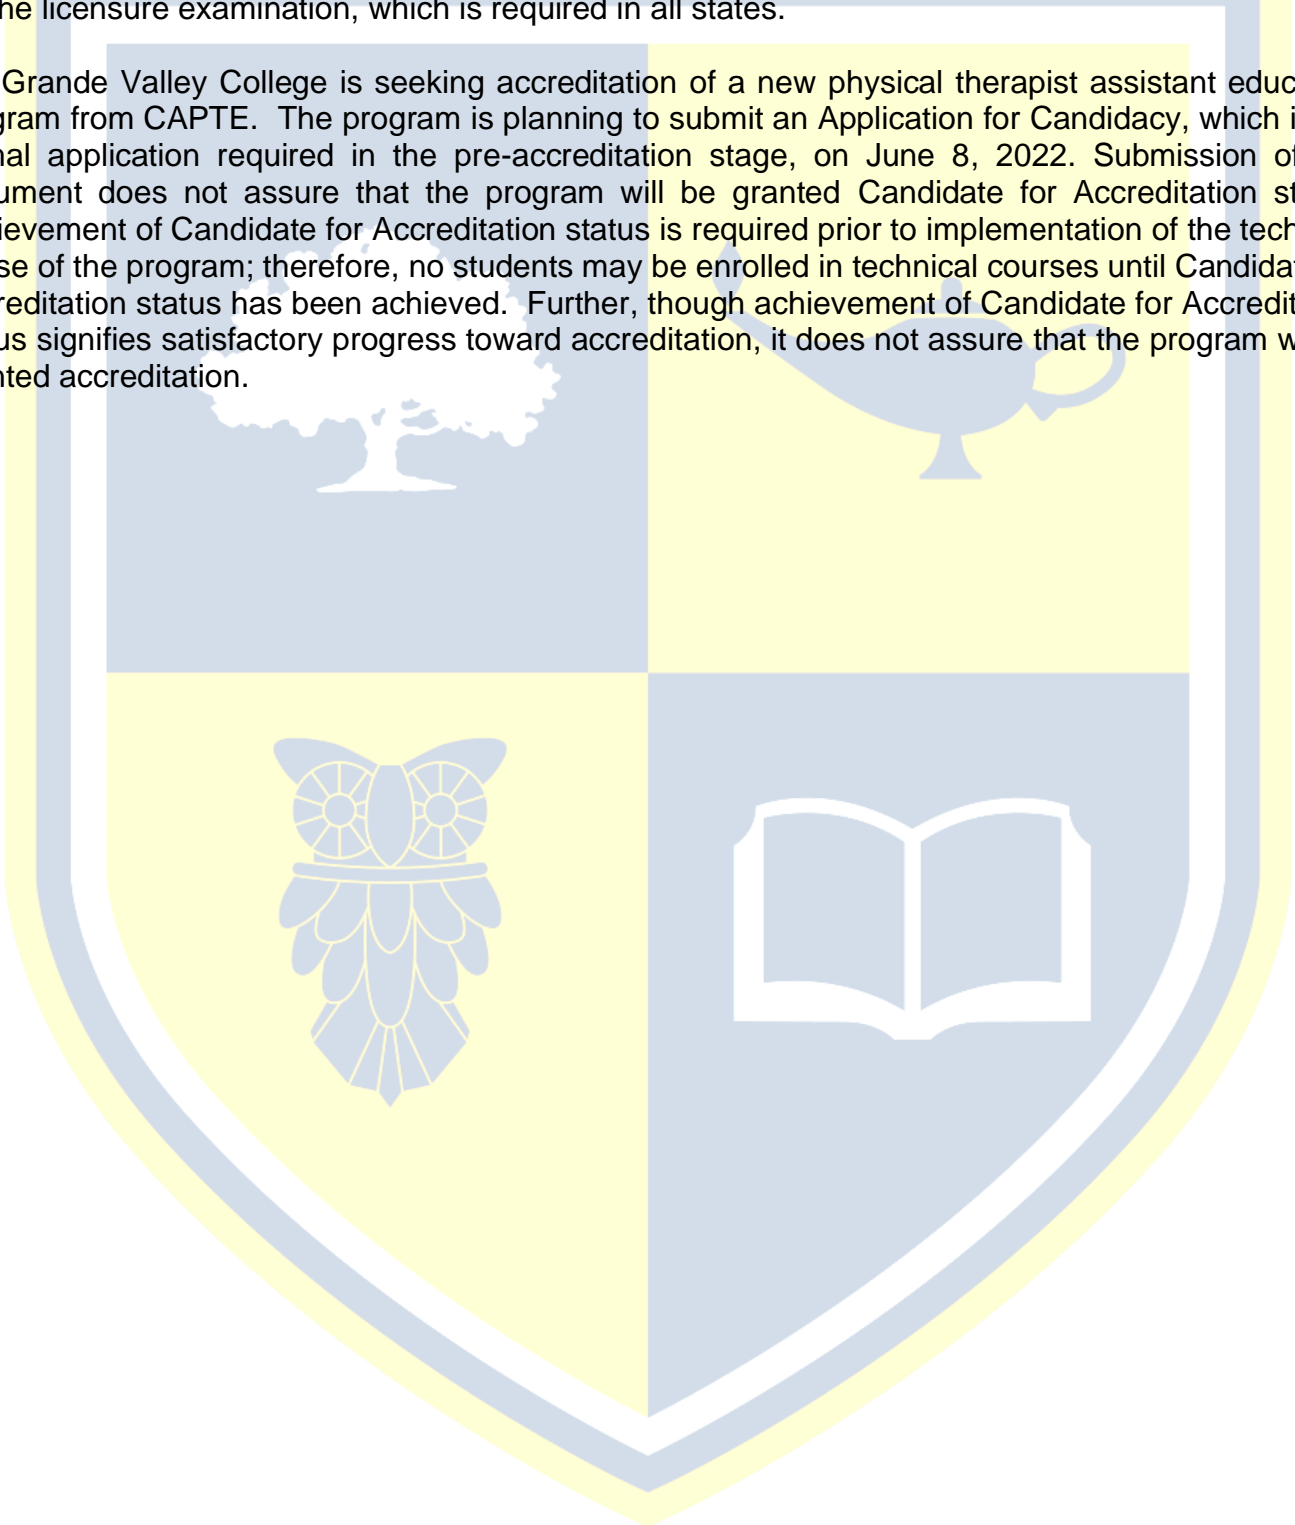 he licensure examination, which is required in all states.
Grande Valley College is seeking accreditation of a new physical therapist assistant educ
gram from CAPTE. The program is planning to submit an Application for Candidacy, which i
nal application required in the pre-accreditation stage, on June 8, 2022. Submission of
ument does not assure that the program will be granted Candidate for Accreditation st
ievement of Candidate for Accreditation status is required prior to implementation of the tech
se of the program; therefore, no students may be enrolled in technical courses until Candida
reditation status has been achieved. Further, though achievement of Candidate for Accredit
us signifies satisfactory progress toward accreditation, it does not assure that the program w
nted accreditation.